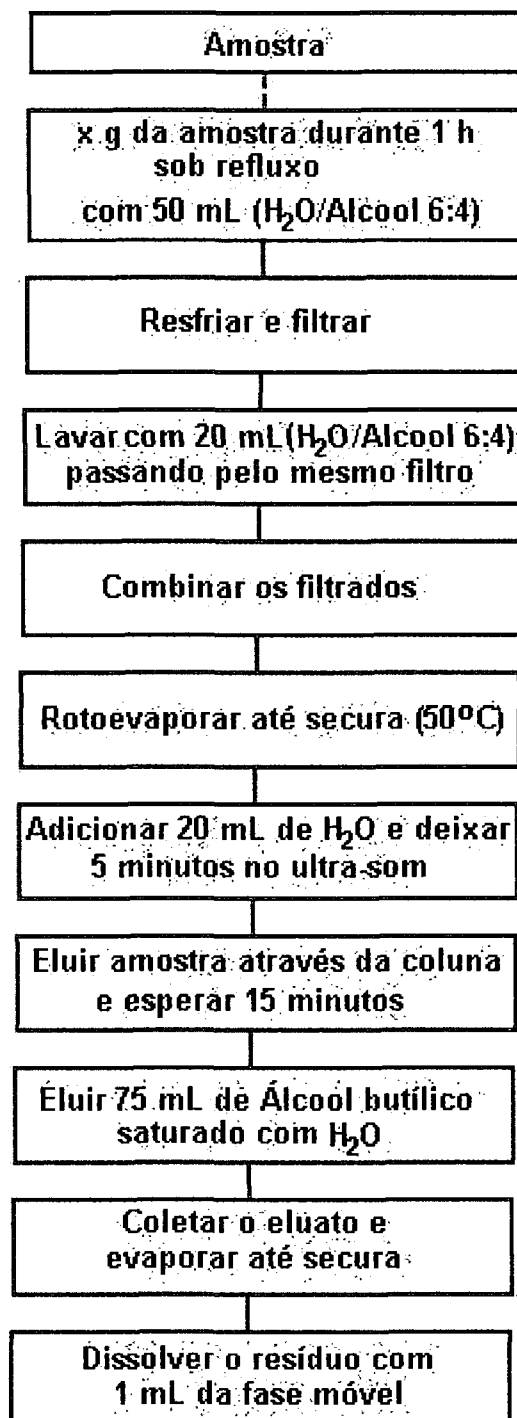 Amostra
x g da amostra durante 1 h
sob refluxo
com 50 mL (H₂O/Alcool 6:4)
Resfriar e filtrar
Lavar com 20 mL(H₂O/Alcool 6:4)
passando pelo mesmo filtro
Combinar os filtrados
Rotoevaporar até secura (50ºC)
Adicionar 20 mL de H₂O e deixar
5 minutos no ultra-som
Eluir amostra através da coluna
e esperar 15 minutos
Eluir 75 mL de Álcool butílico
saturado com H₂O
Coletar o eluato e
evaporar até secura
Dissolver o resíduo com
1 mL da fase móvel